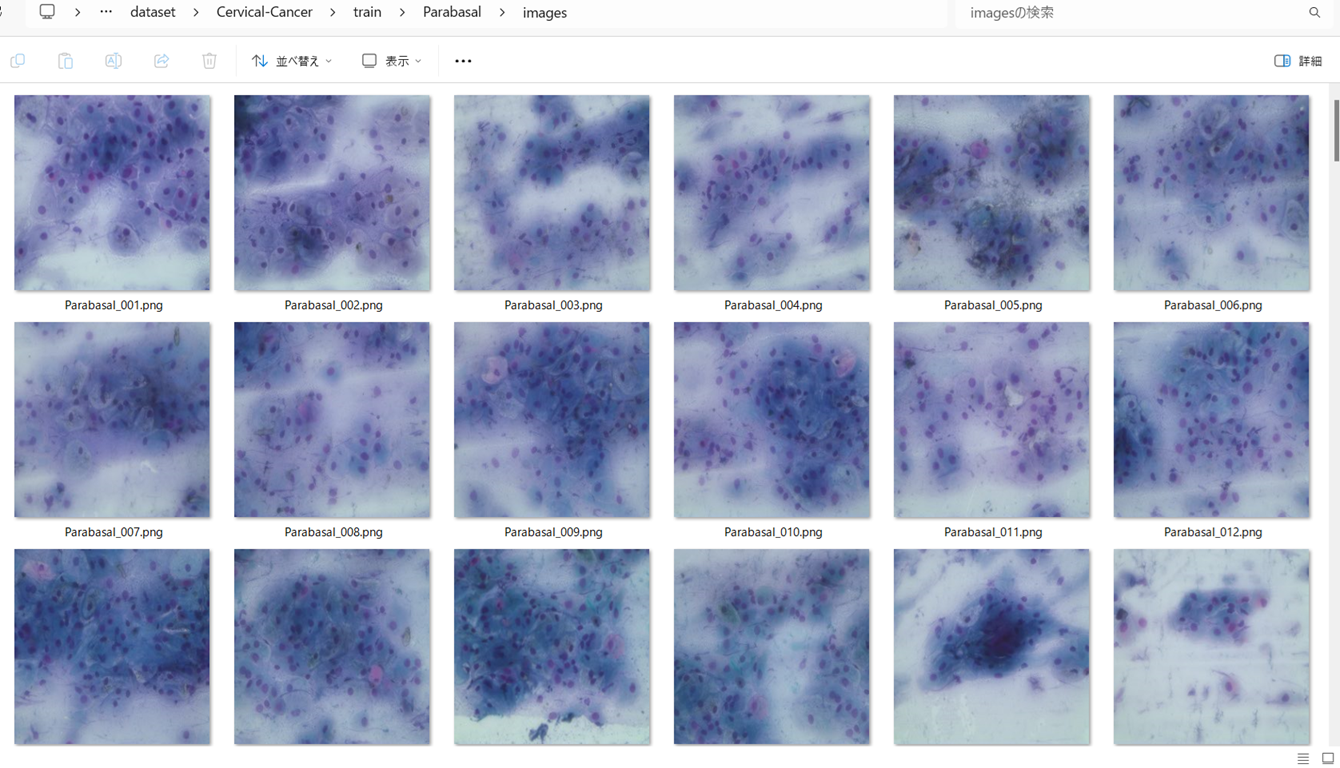 dataset > Cervical-Cancer > train > Parabasal > images
imagesの検索
並べ替え 表示 詳細
Parabasal_001.png Parabasal_002.png Parabasal_003.png Parabasal_004.png Parabasal_005.png Parabasal_006.png
Parabasal_007.png Parabasal_008.png Parabasal_009.png Parabasal_010.png Parabasal_011.png Parabasal_012.png